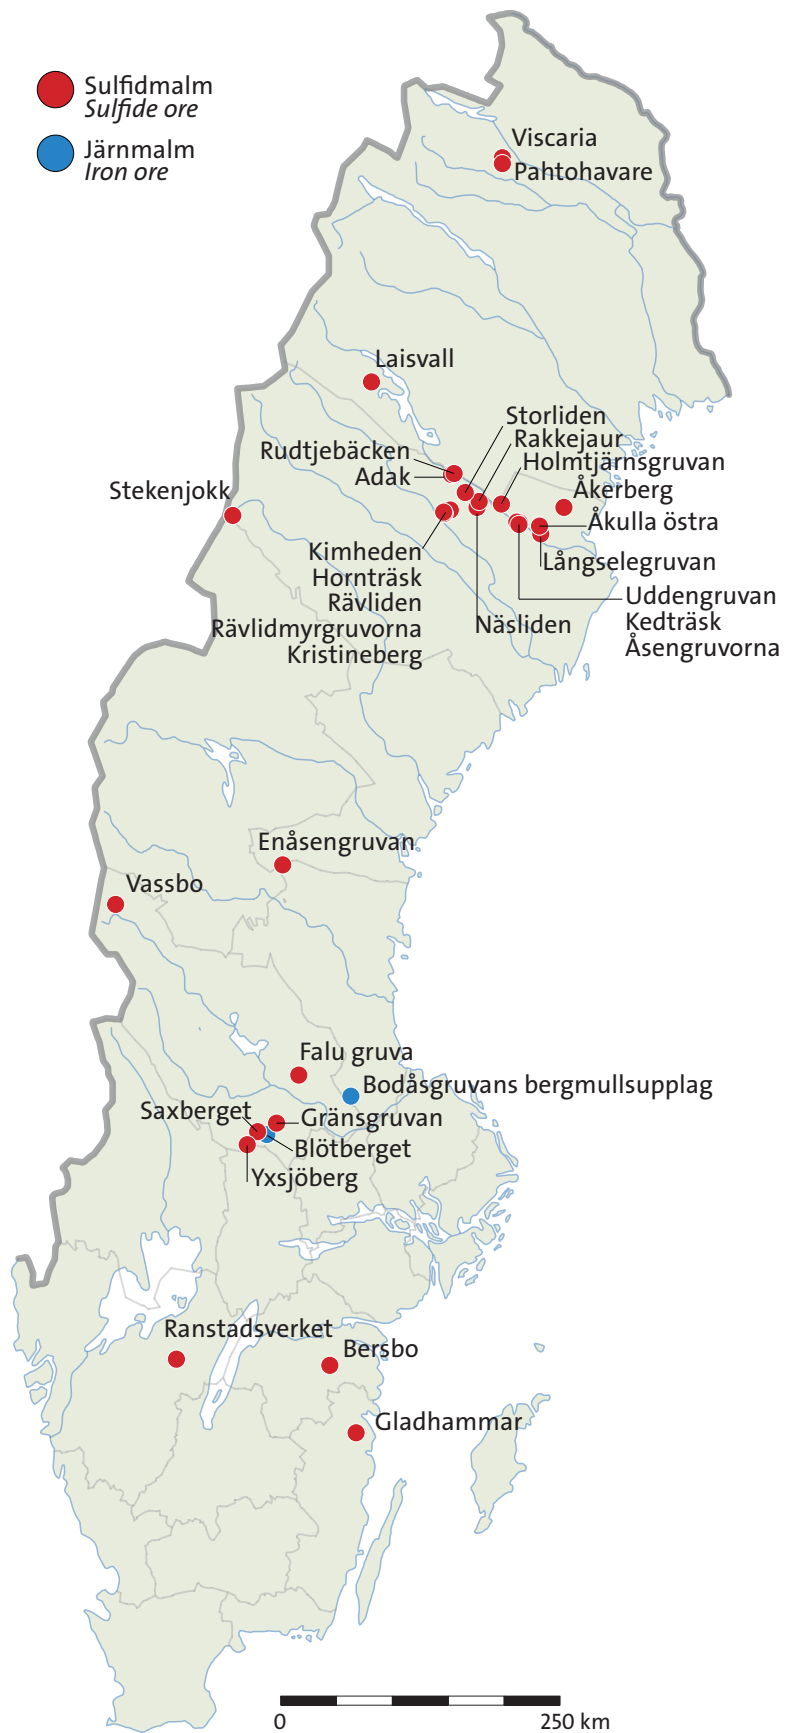 Sulfidmalm
Sulfide ore
Järnmalm
Iron ore
Viscaria
Pahtohavare
Laisvall
Storliden
Rakkejaur
Rudtjebäcken
Holmtjärnsgruvan
Adak
Åkerberg
Stekenjokk
Åkulla östra
Kimheden
Hornträsk
Rävliden
Rävlidmyrgruvorna
Kristineberg
Långselegruvan
Uddengruvan
Kedträsk
Åsengruvorna
Näsliden
Enåsengruvan
Vassbo
Falu gruva
Bodåsgruvans bergmullsupplag
Saxberget
Gränsgruvan
Blötberget
Yxsjöberg
Ranstadsverket
Bersbo
Gladhammar
0
250 km